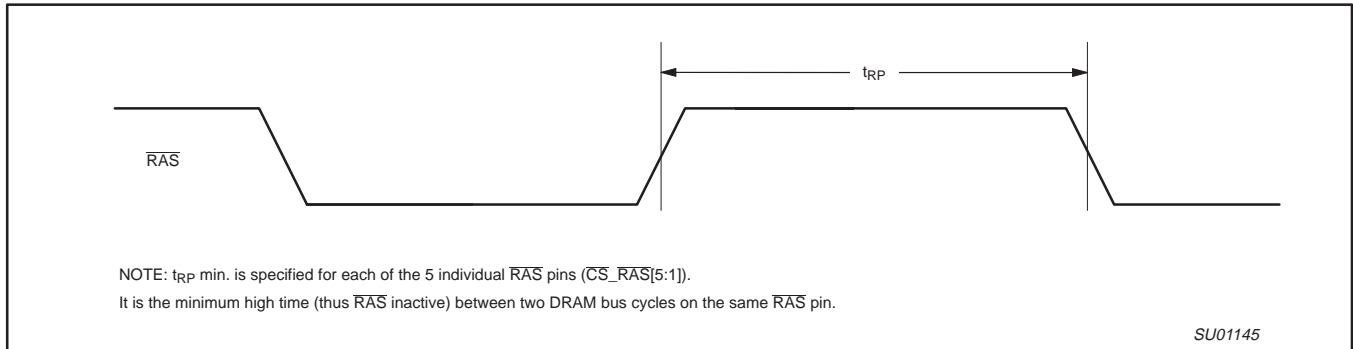 tRP
RAS
NOTE: tRP min. is specified for each of the 5 individual RAS pins (CS_RAS[5:1]).
It is the minimum high time (thus RAS inactive) between two DRAM bus cycles on the same RAS pin.
SU01145